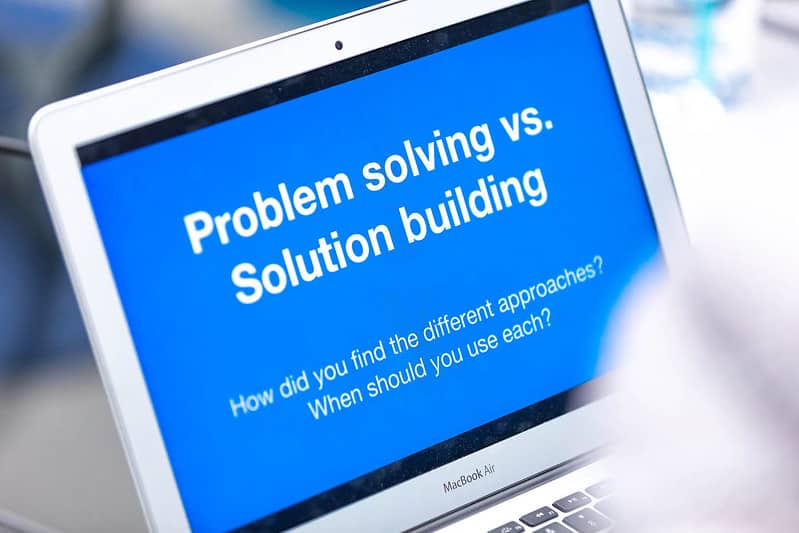 Problem solving vs.
Solution building
How did you find the different approaches?
When should you use each?
MacBook Air